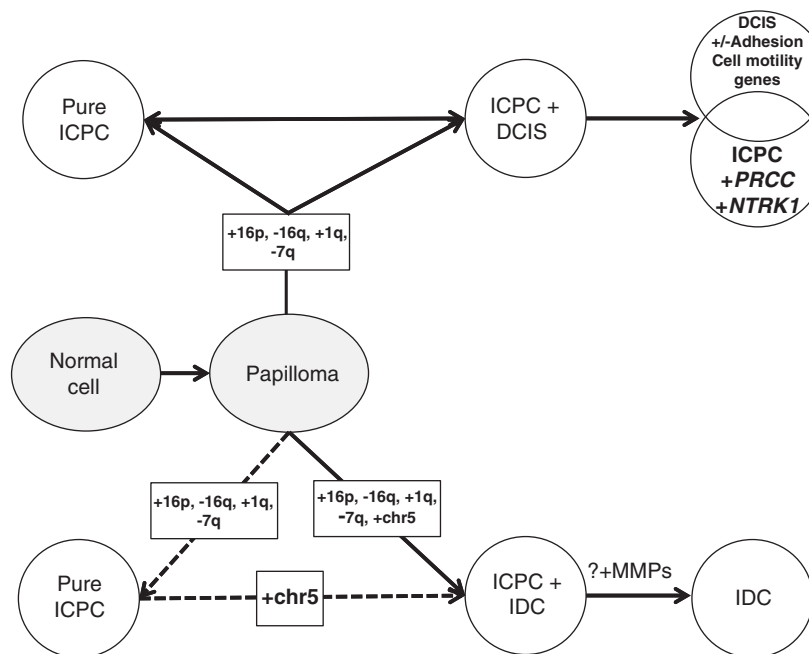 DCIS
+/-Adhesion
Cell motility
genes
Pure
ICPC
ICPC +
DCIS
ICPC
+PRCC
+NTRK1
+16p, -16q, +1q,
-7q
Normal
cell
Papilloma
+16p, -16q, +1q,
-7q
+16p, -16q, +1q,
-7q, +chr5
Pure
ICPC
+chr5
ICPC +
IDC
?+MMPs
IDC